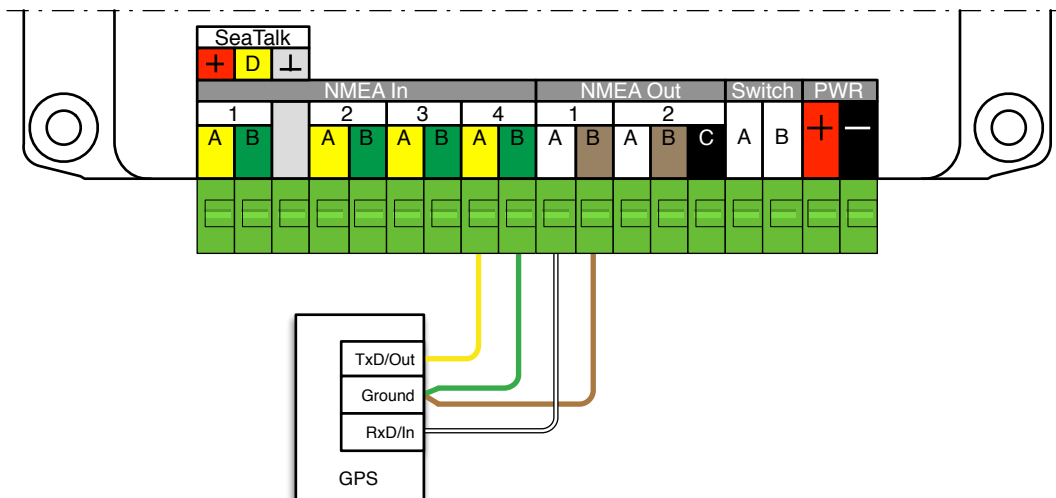 SeaTalk
+ D ⊥
NMEA In NMEA Out Switch PWR
1 2 3 4 1 2
A B A B A B A B A B A B C A B + −
TxD/Out
Ground
RxD/In
GPS